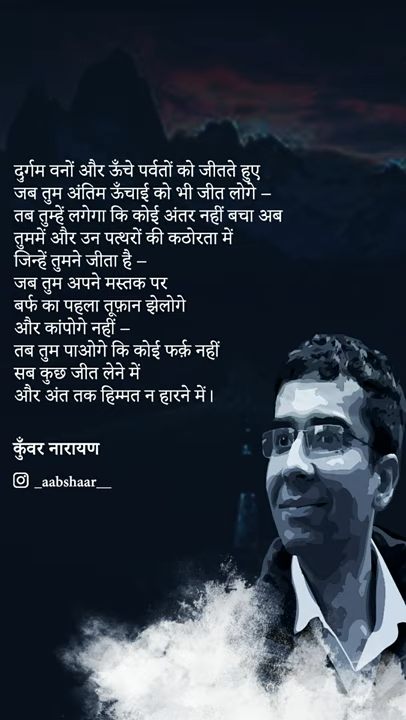 दुर्गम वनों और ऊँचे पर्वतों को जीतते हुए
जब तुम अंतिम ऊँचाई को भी जीत लोगे –
तब तुम्हें लगेगा कि कोई अंतर नहीं बचा अब
तुममें और उन पत्थरों की कठोरता में
जिन्हें तुमने जीता है –
जब तुम अपने मस्तक पर
बर्फ का पहला तूफ़ान झेलोगे
और कांपोगे नहीं –
तब तुम पाओगे कि कोई फर्क़ नहीं
सब कुछ जीत लेने में
और अंत तक हिम्मत न हारने में।
कुँवर नारायण
_aabshaar__